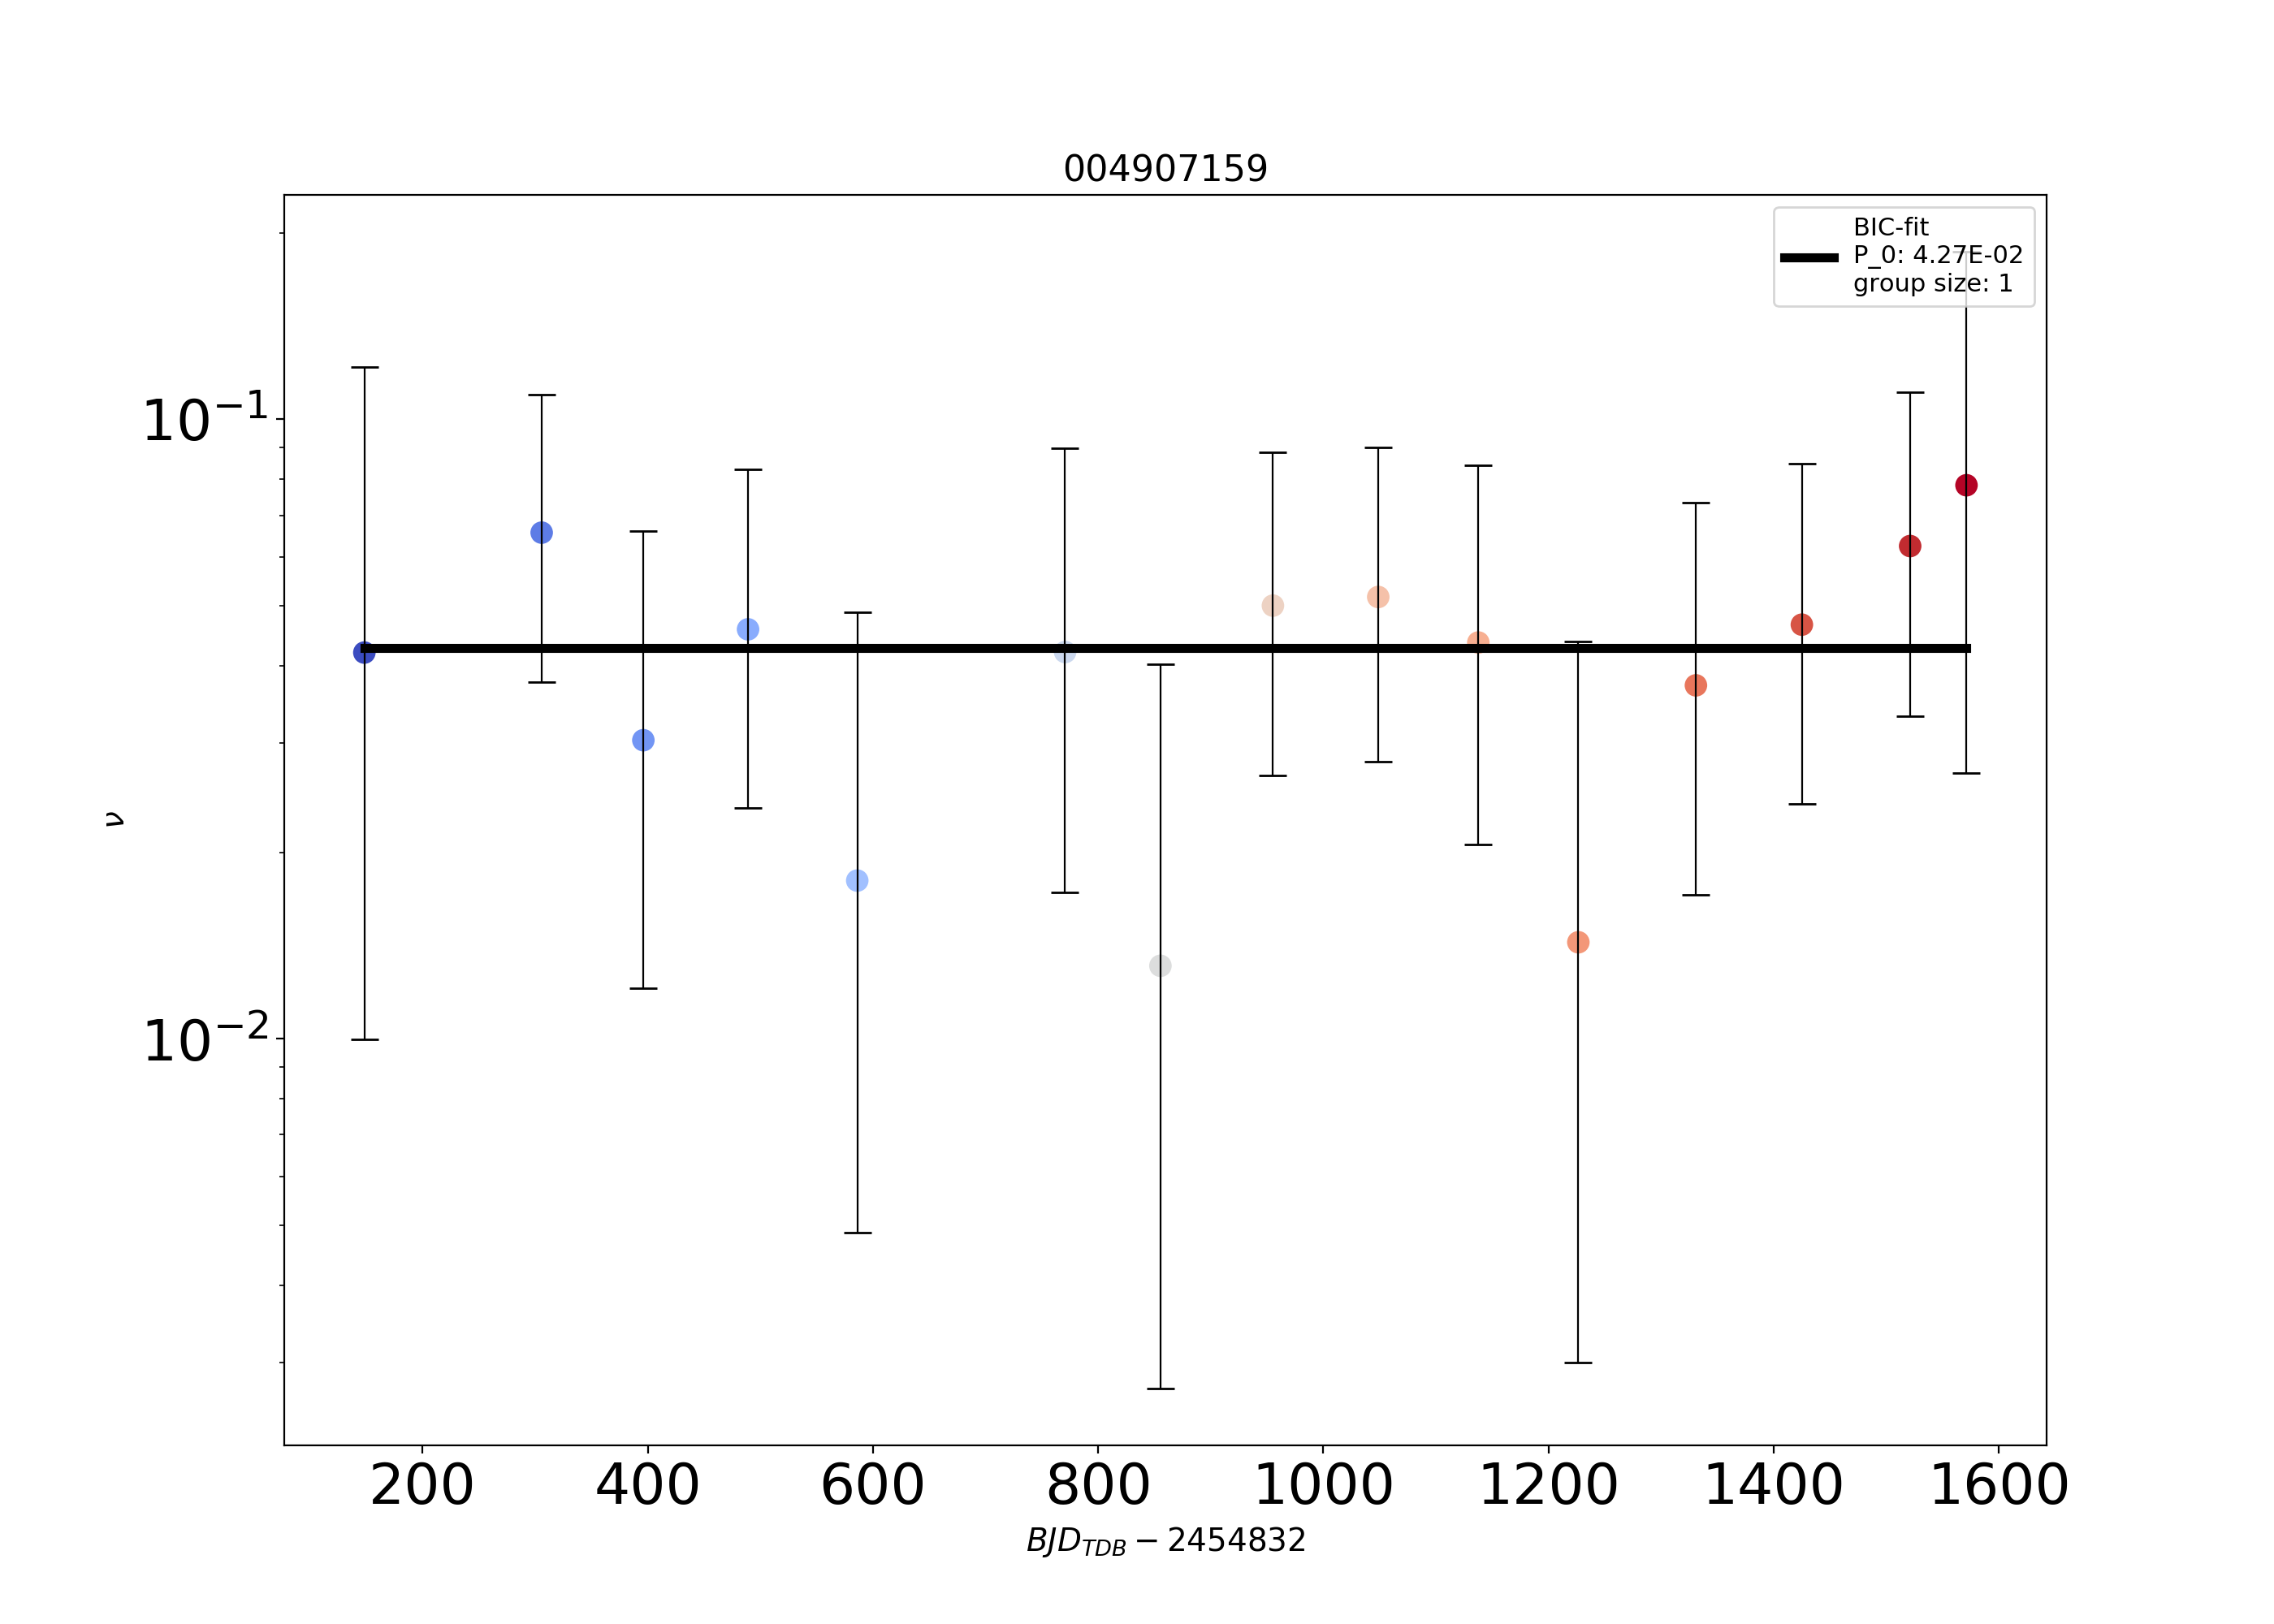 004907159
BIC-fit
P_0: 4.27E-02
group size: 1
10⁻¹
10⁻²
ν
200 400 600 800 1000 1200 1400 1600
BJD_TDB − 2454832